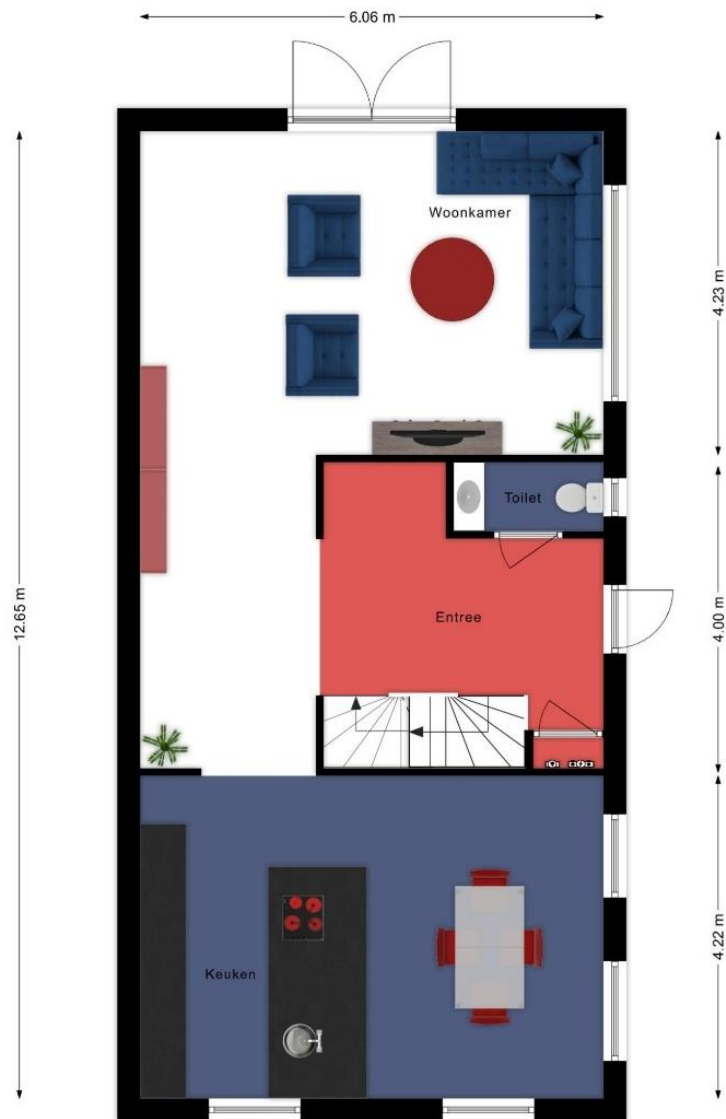 6.06 m
Woonkamer
4.23 m
Toilet
12.65 m
Entree
4.00 m
Keuken
4.22 m